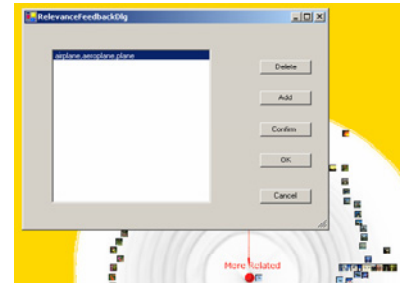 RelevanceFeedbackDlg
airplane,aeroplane,plane
Delete
Add
Confirm
OK
Cancel
More Related